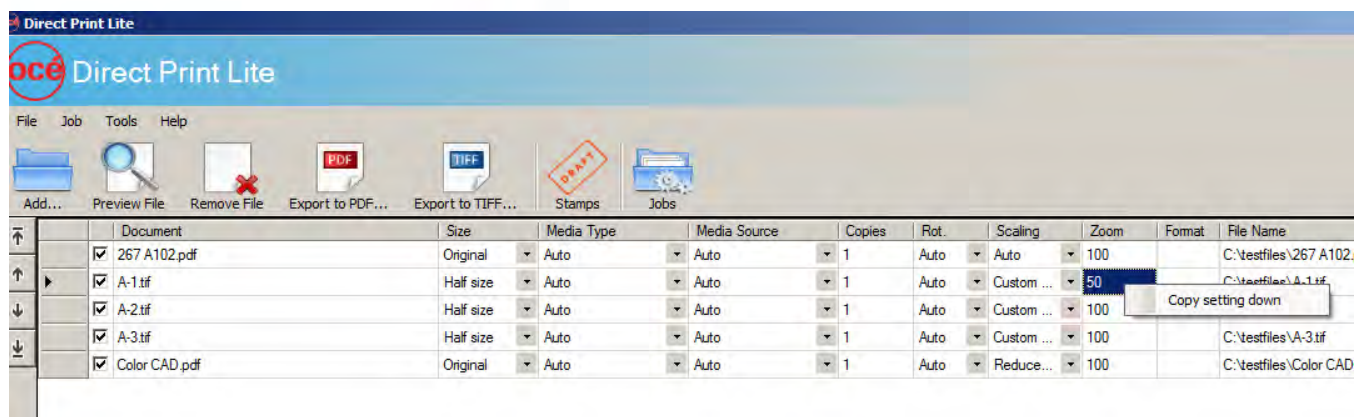 Direct Print Lite
océ Direct Print Lite
File Job Tools Help
PDF TIFF DRAFT
Add... Preview File Remove File Export to PDF... Export to TIFF... Stamps Jobs
Document Size Media Type Media Source Copies Rot. Scaling Zoom Format File Name
267 A102.pdf Original Auto Auto 1 Auto Auto 100 C:\testfiles\267 A102.
A-1.tif Half size Auto Auto 1 Auto Custom ... 50 C:\testfiles\A-1.tif
Copy setting down
A-2.tif Half size Auto Auto 1 Auto Custom ... 100
A-3.tif Half size Auto Auto 1 Auto Custom ... 100 C:\testfiles\A-3.tif
Color CAD.pdf Original Auto Auto 1 Auto Reduce... 100 C:\testfiles\Color CAD